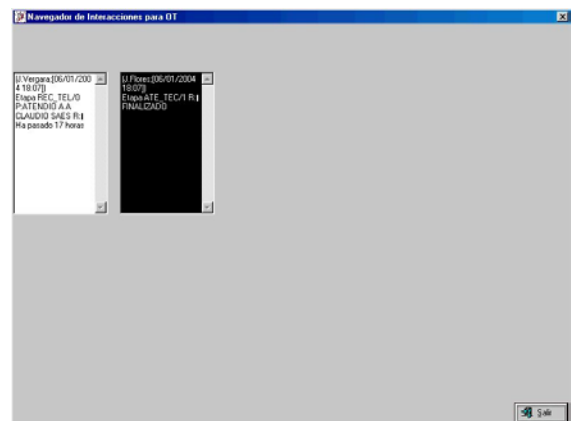 Navegador de Interacciones para OT
[J.Vergara;[06/01/200
4 18:07])
Etapa REC_TEL/0
P:ATENDIÓ A.A
CLAUDIO SAES R:|
Ha pasado 17 horas
[J.Flores;[06/01/2004
18:07])
Etapa ATE_TEC/1 R:|
FINALIZADO
Salir